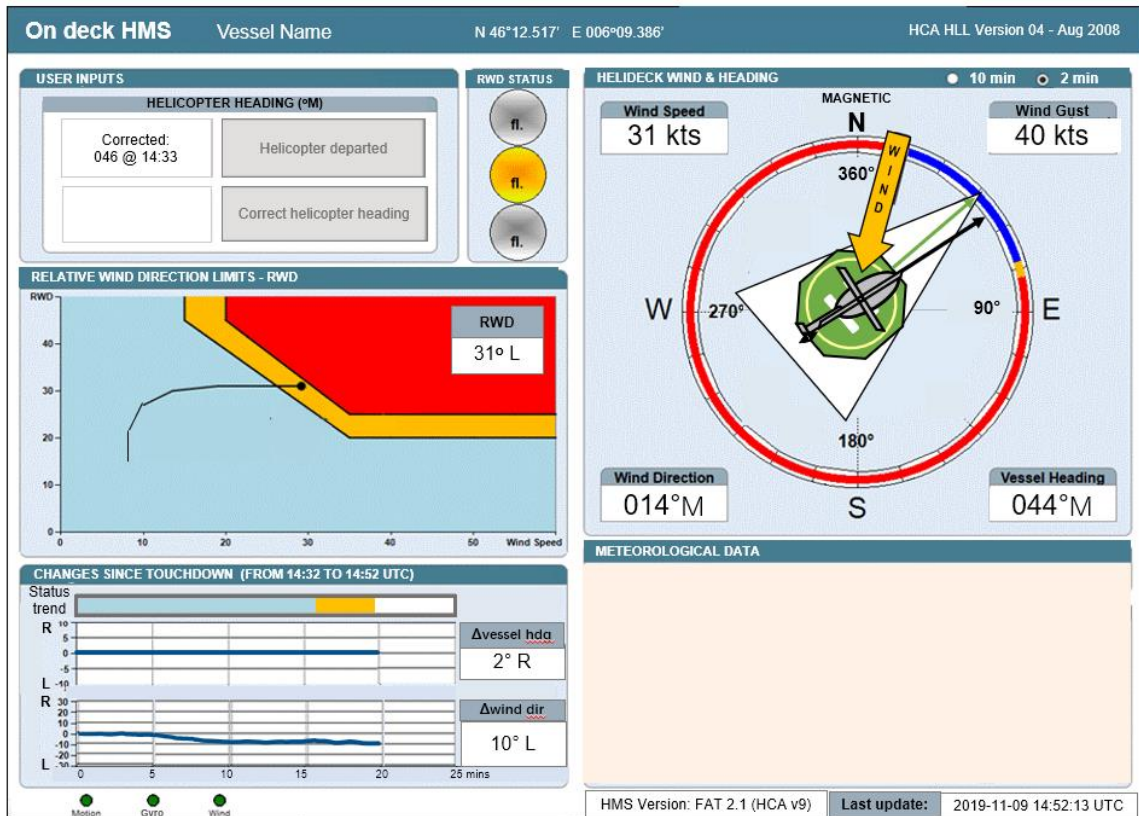 On deck HMS Vessel Name N 46°12.517' E 006º09.386' HCA HLL Version 04 - Aug 2008
USER INPUTS
HELICOPTER HEADING (ºM)
Corrected:
046 @ 14:33
Helicopter departed
Correct helicopter heading
RWD STATUS
fl.
fl.
fl.
HELIDECK WIND & HEADING 10 min 2 min
Wind Speed
31 kts
MAGNETIC
N
Wind Gust
40 kts
WIND
360°
W
270°
90°
E
180°
S
Wind Direction
014°M
Vessel Heading
044°M
RELATIVE WIND DIRECTION LIMITS - RWD
RWD
40
30
20
10
0
RWD
31º L
0 10 20 30 40 50 Wind Speed
CHANGES SINCE TOUCHDOWN (FROM 14:32 TO 14:52 UTC)
Status
trend
R 10
5
0
-5
L -10
Δvessel hdg
2° R
R 30
20
10
0
-10
-20
L -30
Δwind dir
10° L
0 5 10 15 20 25 mins
Motion Gyro Wind
METEOROLOGICAL DATA
HMS Version: FAT 2.1 (HCA v9) Last update: 2019-11-09 14:52:13 UTC